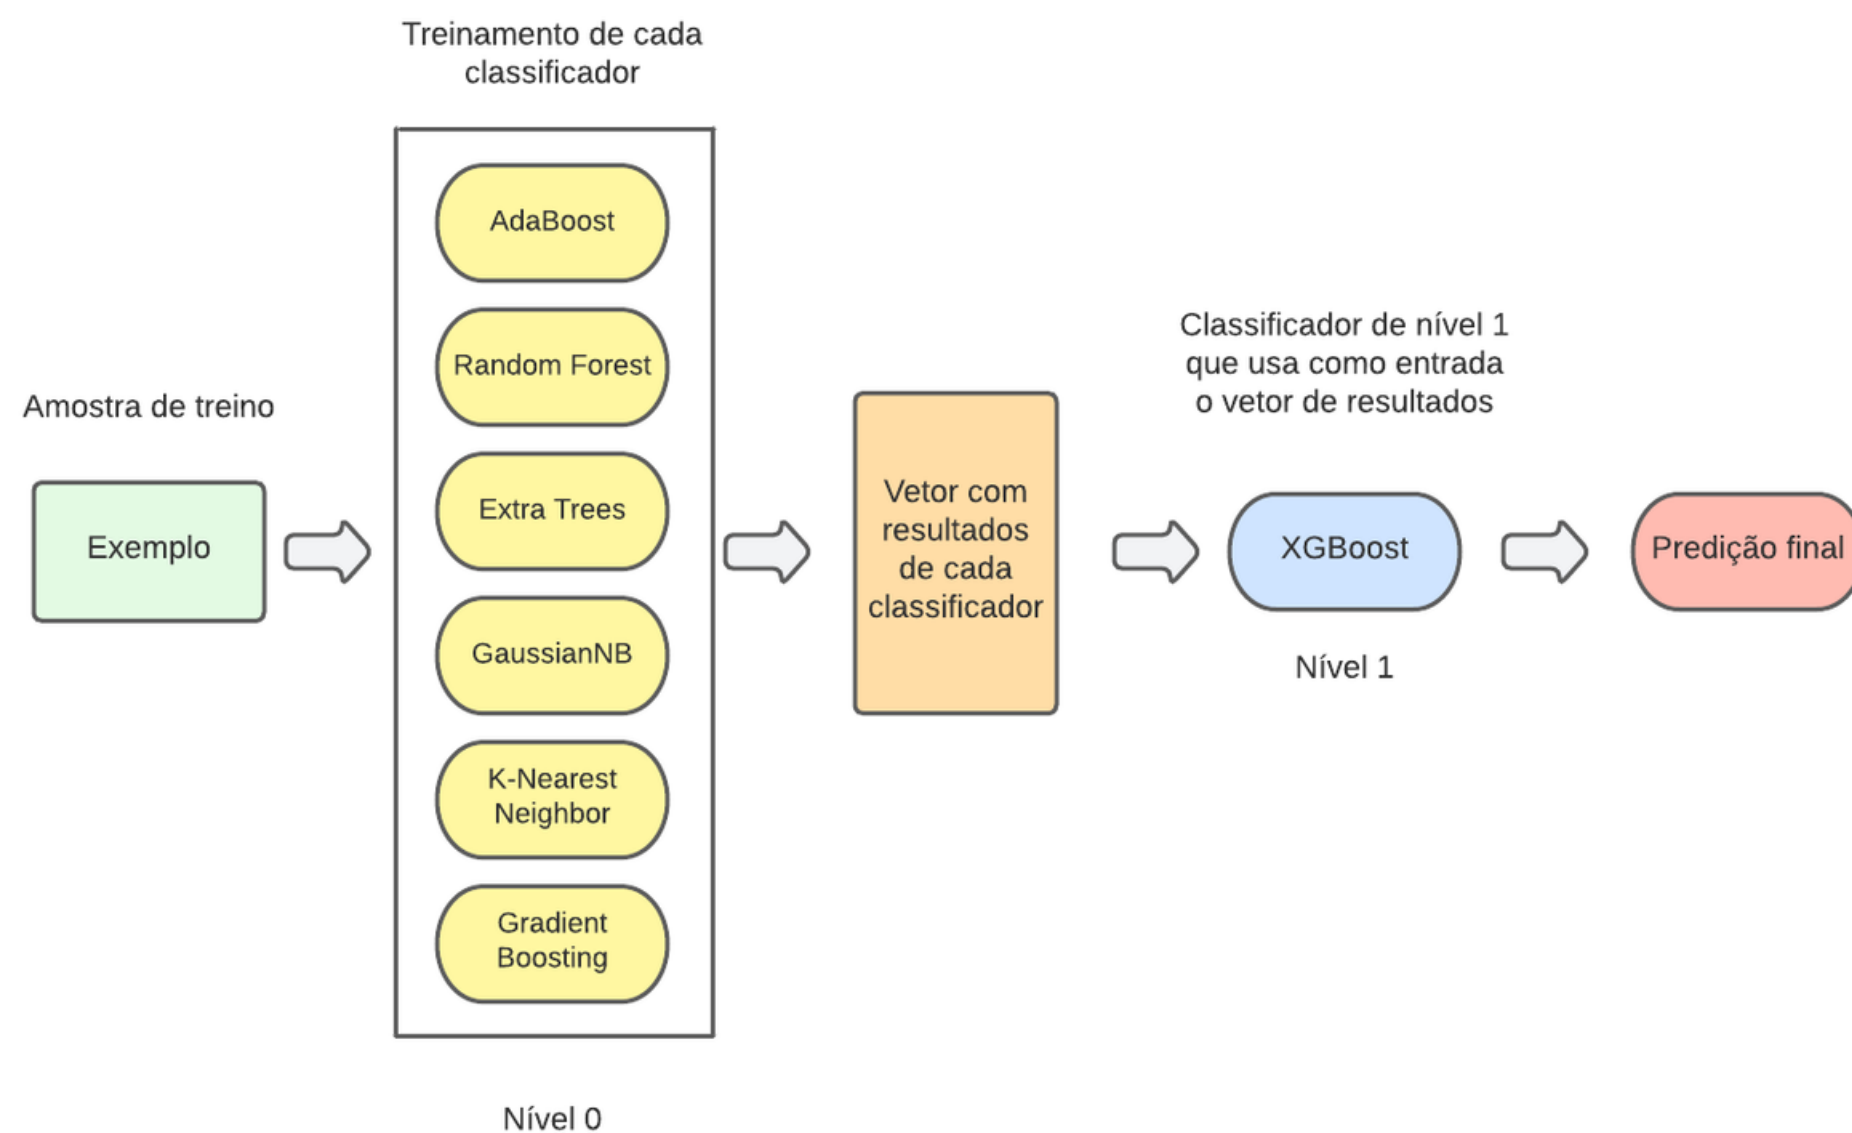 Treinamento de cada
classificador
Amostra de treino
Exemplo
AdaBoost
Random Forest
Extra Trees
GaussianNB
K-Nearest
Neighbor
Gradient
Boosting
Nível 0
Vetor com
resultados
de cada
classificador
Classificador de nível 1
que usa como entrada
o vetor de resultados
XGBoost
Nível 1
Predição final